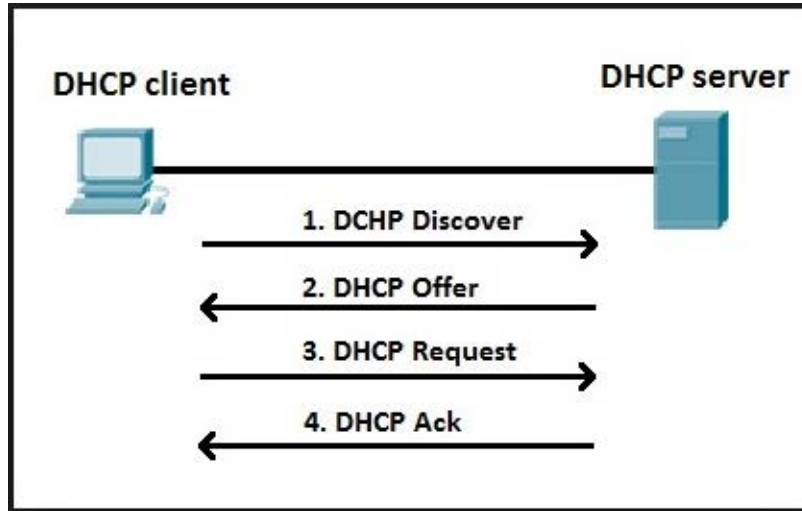 DHCP client
DHCP server
1. DCHP Discover
2. DHCP Offer
3. DHCP Request
4. DHCP Ack